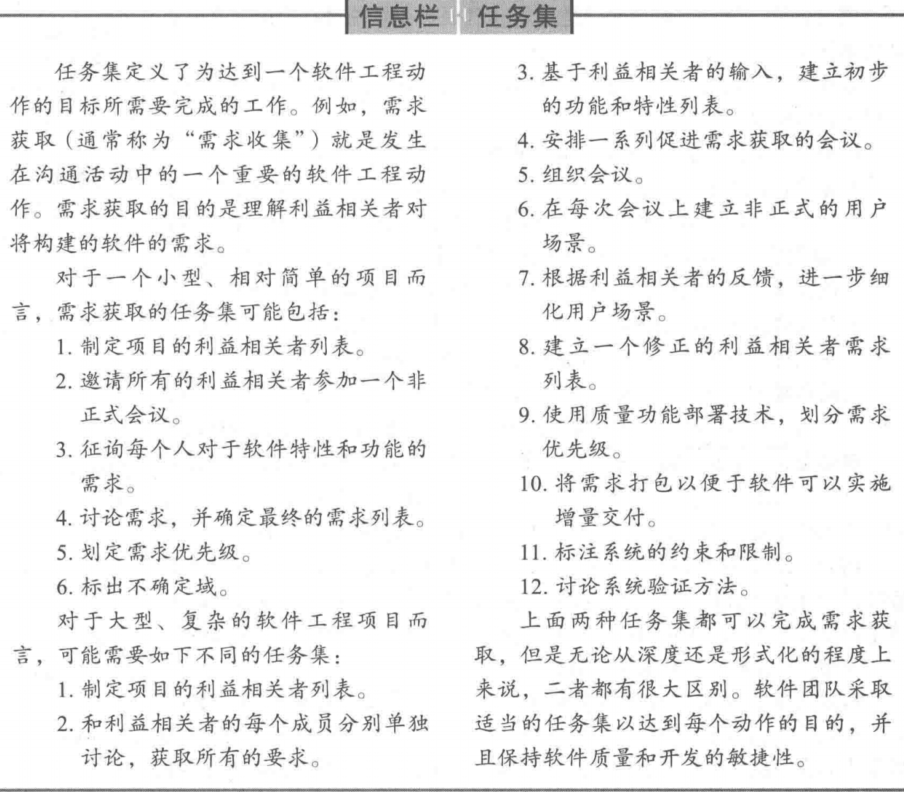 信息栏 任务集
任务集定义了为达到一个软件工程动
作的目标所需要完成的工作。例如，需求
获取（通常称为“需求收集”）就是发生
在沟通活动中的一个重要的软件工程动
作。需求获取的目的是理解利益相关者对
将构建的软件的需求。
对于一个小型、相对简单的项目而
言，需求获取的任务集可能包括：
1. 制定项目的利益相关者列表。
2. 邀请所有的利益相关者参加一个非
正式会议。
3. 征询每个人对于软件特性和功能的
需求。
4. 讨论需求，并确定最终的需求列表。
5. 划定需求优先级。
6. 标出不确定域。
对于大型、复杂的软件工程项目而
言，可能需要如下不同的任务集：
1. 制定项目的利益相关者列表。
2. 和利益相关者的每个成员分别单独
讨论，获取所有的要求。
3. 基于利益相关者的输入，建立初步
的功能和特性列表。
4. 安排一系列促进需求获取的会议。
5. 组织会议。
6. 在每次会议上建立非正式的用户
场景。
7. 根据利益相关者的反馈，进一步细
化用户场景。
8. 建立一个修正的利益相关者需求
列表。
9. 使用质量功能部署技术，划分需求
优先级。
10. 将需求打包以便于软件可以实施
增量交付。
11. 标注系统的约束和限制。
12. 讨论系统验证方法。
上面两种任务集都可以完成需求获
取，但是无论从深度还是形式化的程度上
来说，二者都有很大区别。软件团队采取
适当的任务集以达到每个动作的目的，并
且保持软件质量和开发的敏捷性。